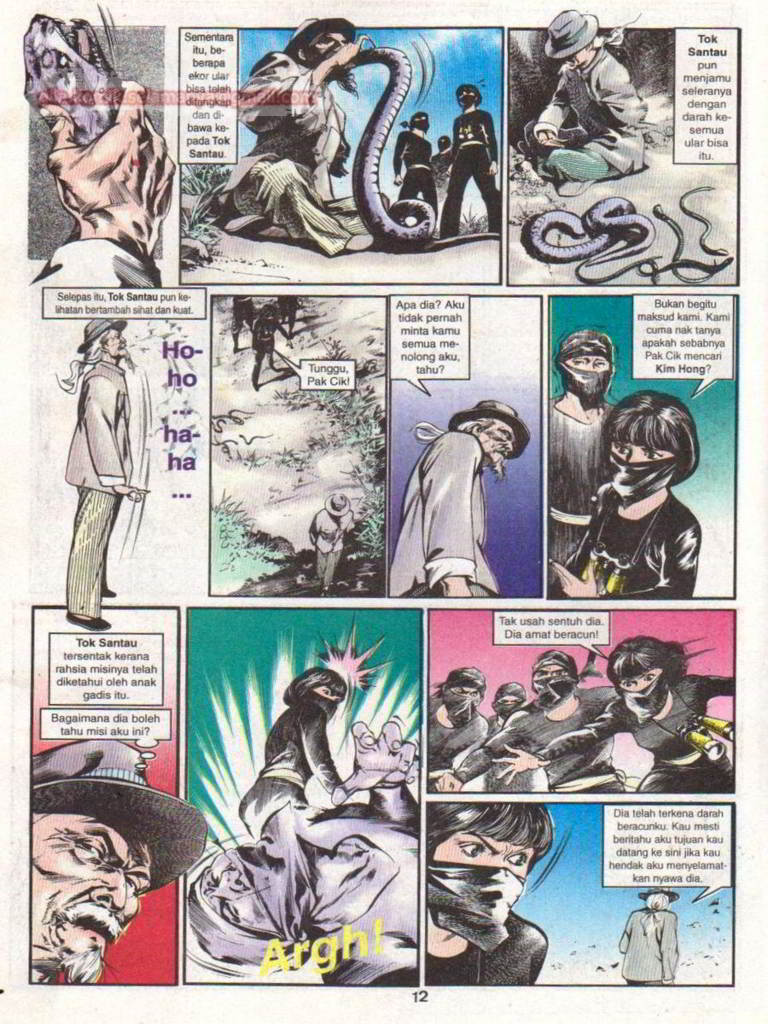 Sementara
itu, be-
berapa
ekor ular
bisa telah
ditangkap
dan di-
bawa ke-
pada Tok
Santau.
Tok
Santau
pun
menjamu
seleranya
dengan
darah ke-
semua
ular bisa
itu.
Selepas itu, Tok Santau pun ke-
lihatan bertambah sihat dan kuat.
Ho-
ho
...
ha-
ha
...
Tunggu,
Pak Cik!
Apa dia? Aku
tidak pernah
minta kamu
semua me-
nolong aku,
tahu?
Bukan begitu
maksud kami. Kami
cuma nak tanya
apakah sebabnya
Pak Cik mencari
Kim Hong?
Tok Santau
tersentak kerana
rahsia misinya telah
diketahui oleh anak
gadis itu.
Bagaimana dia boleh
tahu misi aku ini?
Argh!
Tak usah sentuh dia.
Dia amat beracun!
Dia telah terkena darah
beracunku. Kau mesti
beritahu aku tujuan kau
datang ke sini jika kau
hendak aku menyelamat-
kan nyawa dia.
12